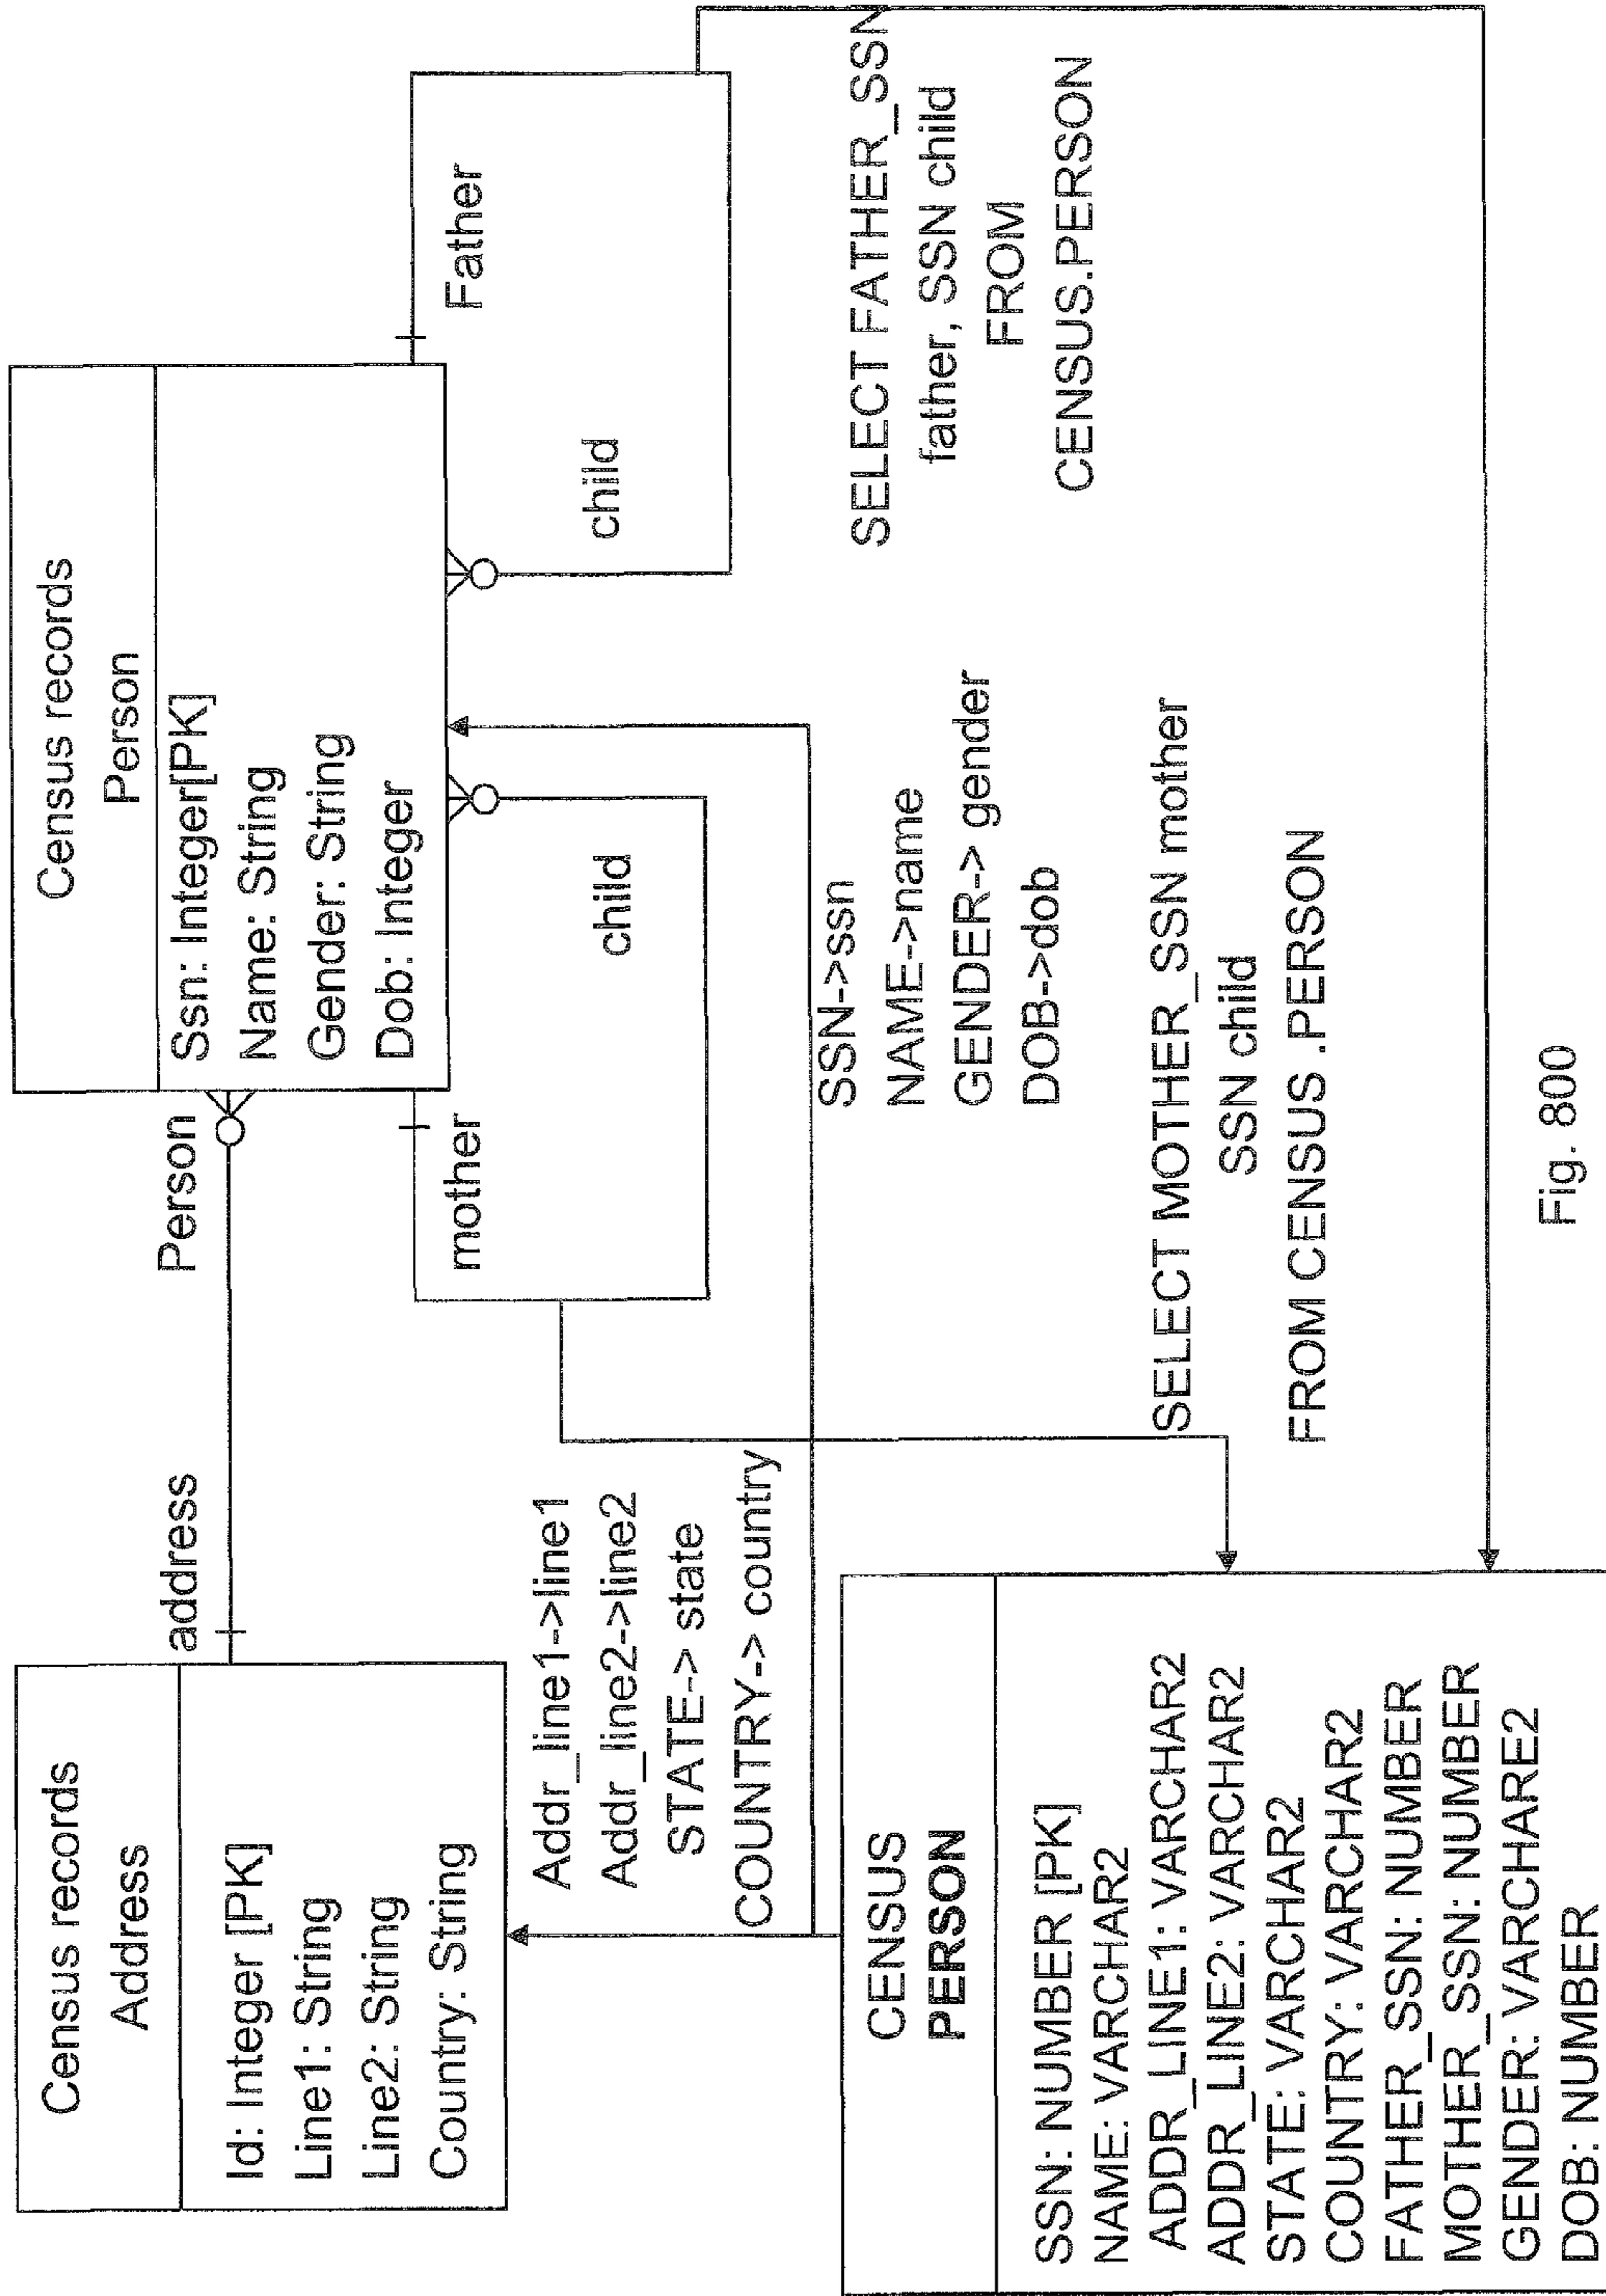 Census records
Address
Id: Integer [PK]
Line1: String
Line2: String
Country: String
address
Person
Census records
Person
Ssn: Integer[PK]
Name: String
Gender: String
Dob: Integer
mother
child
child
Father
Addr_line1->line1
Addr_line2->line2
STATE-> state
COUNTRY-> country
SSN->ssn
NAME->name
GENDER-> gender
DOB->dob
SELECT FATHER_SSN
father, SSN child
FROM
CENSUS.PERSON
SELECT MOTHER_SSN mother
SSN child
FROM CENSUS .PERSON
CENSUS
PERSON
SSN: NUMBER [PK]
NAME: VARCHAR2
ADDR_LINE1: VARCHAR2
ADDR_LINE2: VARCHAR2
STATE: VARCHAR2
COUNTRY: VARCHAR2
FATHER_SSN: NUMBER
MOTHER_SSN: NUMBER
GENDER: VARCHARE2
DOB: NUMBER
Fig. 800